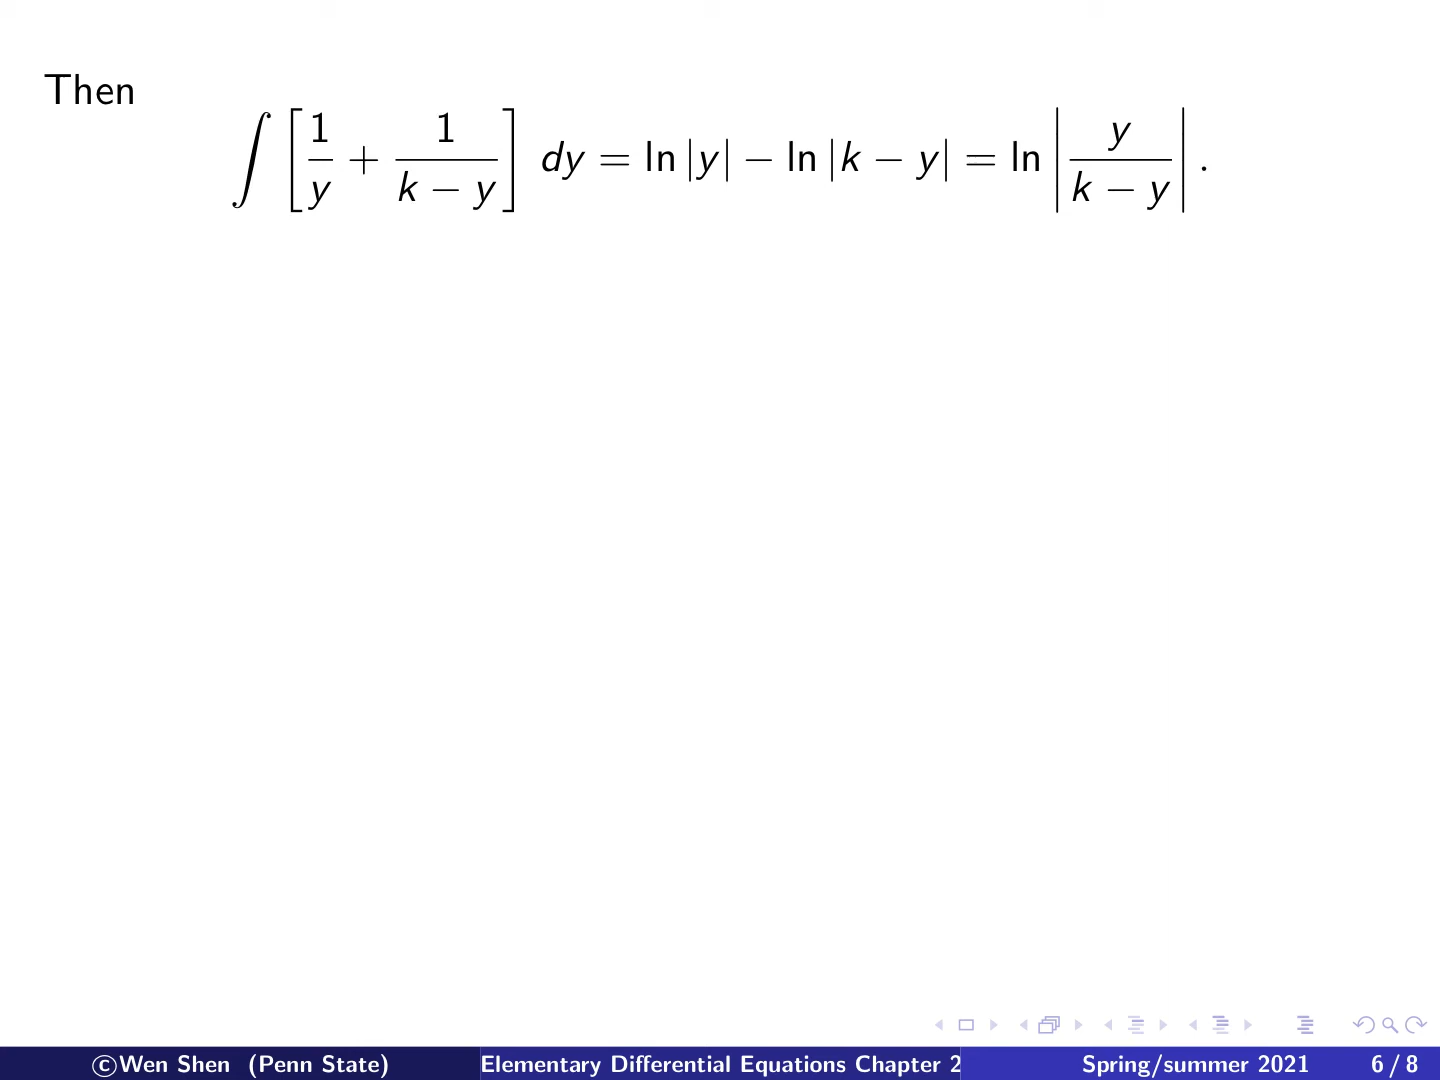 Then
∫ [1/y + 1/(k − y)] dy = ln |y| − ln |k − y| = ln |y/(k − y)| .
©Wen Shen (Penn State) Elementary Differential Equations Chapter 2 Spring/summer 2021 6 / 8